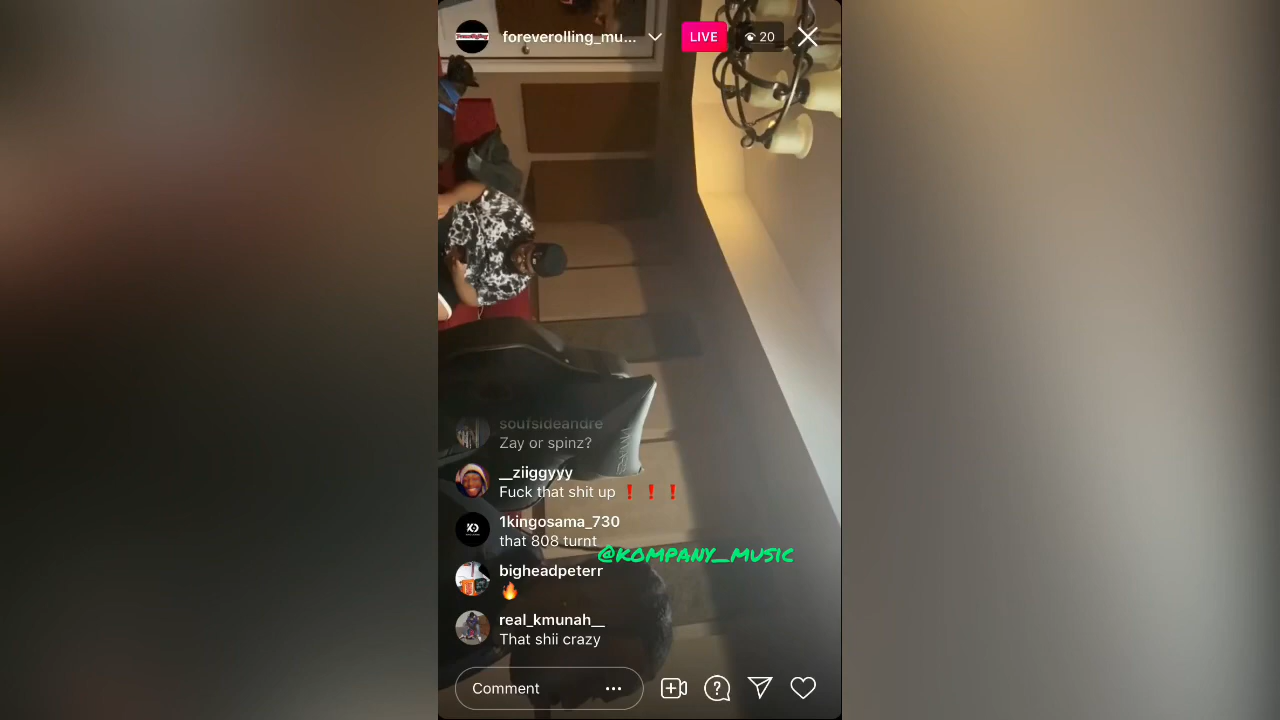 foreverolling_mu...
LIVE
20
soufsideandre
Zay or spinz?
__ziiggyyy
Fuck that shit up ❗❗❗
1kingosama_730
that 808 turnt
@KOMPANY_MUSIC
bigheadpeterr
🔥
real_kmunah__
That shii crazy
Comment